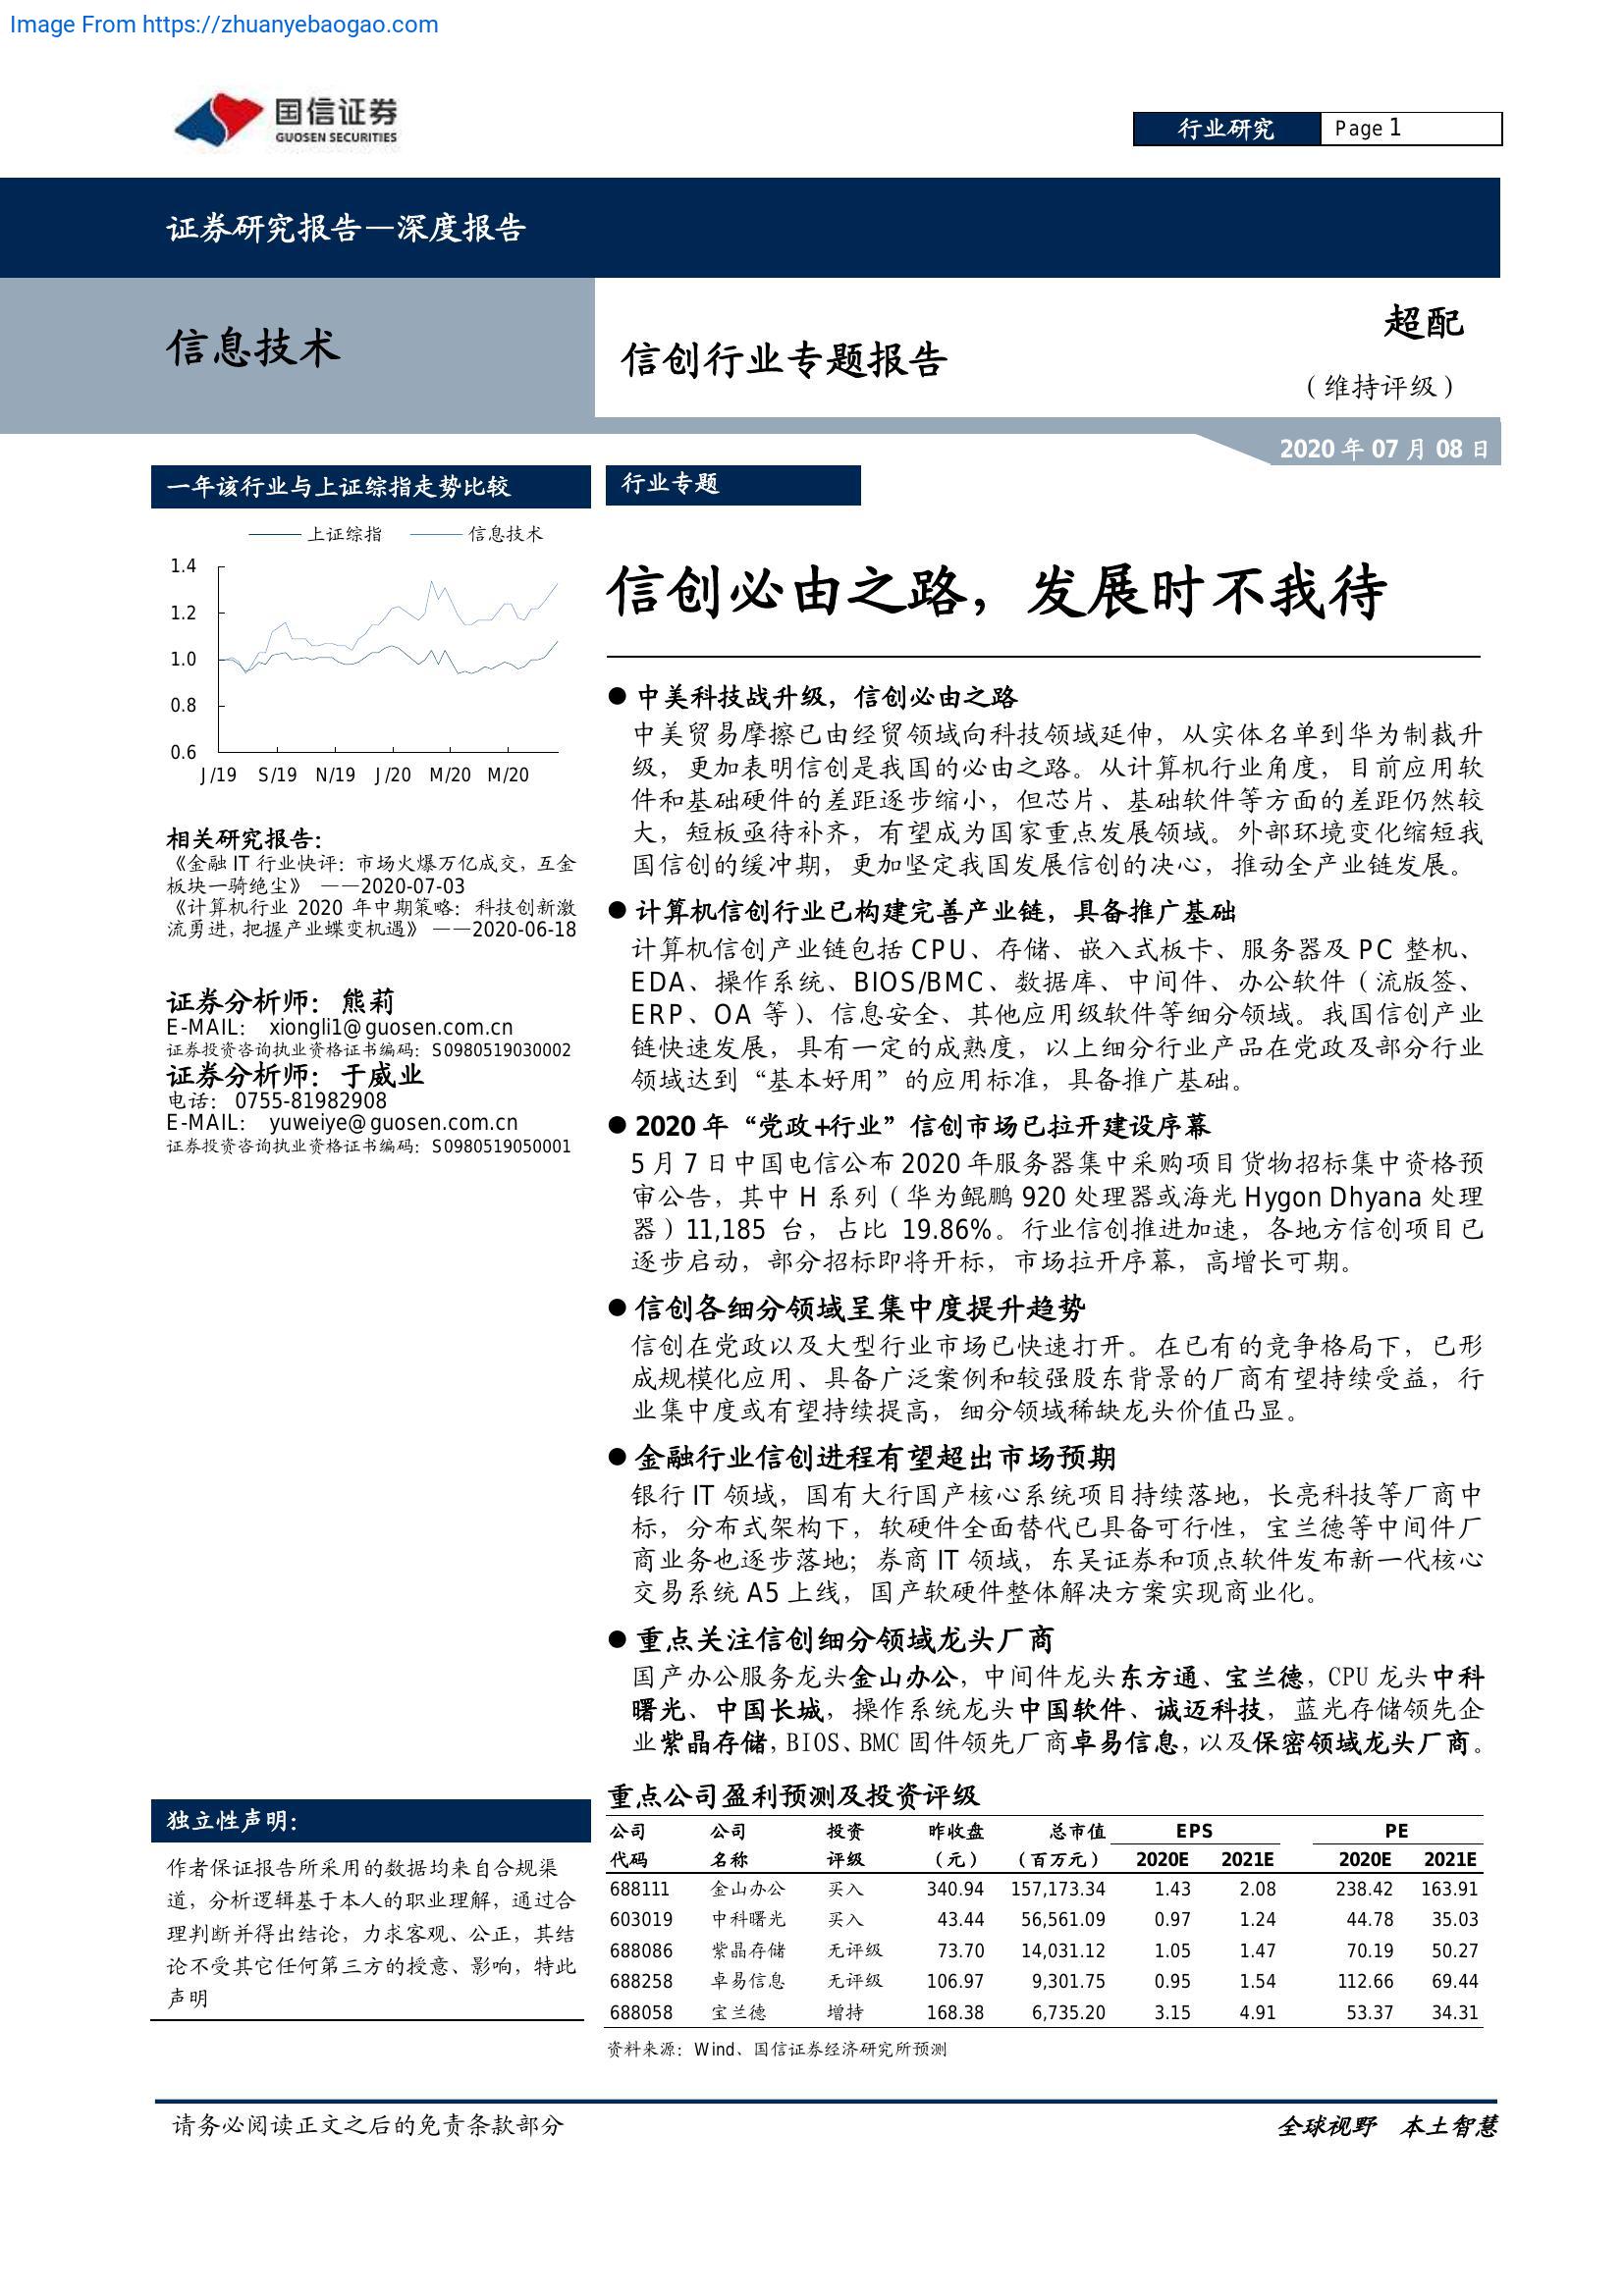 Image From https://zhuanyebaogao.com
国信证券
GUOSEN SECURITIES
行业研究 Page 1
证券研究报告—深度报告
信息技术
信创行业专题报告
超配
（维持评级）
2020 年 07 月 08 日
一年该行业与上证综指走势比较
上证综指 信息技术
1.4
1.2
1.0
0.8
0.6
J/19 S/19 N/19 J/20 M/20 M/20
相关研究报告：
《金融 IT 行业快评：市场火爆万亿成交，互金
板块一骑绝尘》 ——2020-07-03
《计算机行业 2020 年中期策略：科技创新激
流勇进，把握产业蝶变机遇》 ——2020-06-18
证券分析师：熊莉
E-MAIL： xiongli1@guosen.com.cn
证券投资咨询执业资格证书编码：S0980519030002
证券分析师：于威业
电话： 0755-81982908
E-MAIL： yuweiye@guosen.com.cn
证券投资咨询执业资格证书编码：S0980519050001
独立性声明：
作者保证报告所采用的数据均来自合规渠
道，分析逻辑基于本人的职业理解，通过合
理判断并得出结论，力求客观、公正，其结
论不受其它任何第三方的授意、影响，特此
声明
行业专题
信创必由之路，发展时不我待
● 中美科技战升级，信创必由之路
中美贸易摩擦已由经贸领域向科技领域延伸，从实体名单到华为制裁升
级，更加表明信创是我国的必由之路。从计算机行业角度，目前应用软
件和基础硬件的差距逐步缩小，但芯片、基础软件等方面的差距仍然较
大，短板亟待补齐，有望成为国家重点发展领域。外部环境变化缩短我
国信创的缓冲期，更加坚定我国发展信创的决心，推动全产业链发展。
● 计算机信创行业已构建完善产业链，具备推广基础
计算机信创产业链包括 CPU、存储、嵌入式板卡、服务器及 PC 整机、
EDA、操作系统、BIOS/BMC、数据库、中间件、办公软件（流版签、
ERP、OA 等）、信息安全、其他应用级软件等细分领域。我国信创产业
链快速发展，具有一定的成熟度，以上细分行业产品在党政及部分行业
领域达到“基本好用”的应用标准，具备推广基础。
● 2020 年“党政+行业”信创市场已拉开建设序幕
5 月 7 日中国电信公布 2020 年服务器集中采购项目货物招标集中资格预
审公告，其中 H 系列（华为鲲鹏 920 处理器或海光 Hygon Dhyana 处理
器）11,185 台，占比 19.86%。行业信创推进加速，各地方信创项目已
逐步启动，部分招标即将开标，市场拉开序幕，高增长可期。
● 信创各细分领域呈集中度提升趋势
信创在党政以及大型行业市场已快速打开。在已有的竞争格局下，已形
成规模化应用、具备广泛案例和较强股东背景的厂商有望持续受益，行
业集中度或有望持续提高，细分领域稀缺龙头价值凸显。
● 金融行业信创进程有望超出市场预期
银行 IT 领域，国有大行国产核心系统项目持续落地，长亮科技等厂商中
标，分布式架构下，软硬件全面替代已具备可行性，宝兰德等中间件厂
商业务也逐步落地；券商 IT 领域，东吴证券和顶点软件发布新一代核心
交易系统 A5 上线，国产软硬件整体解决方案实现商业化。
● 重点关注信创细分领域龙头厂商
国产办公服务龙头金山办公，中间件龙头东方通、宝兰德，CPU 龙头中科
曙光、中国长城，操作系统龙头中国软件、诚迈科技，蓝光存储领先企
业紫晶存储，BIOS、BMC 固件领先厂商卓易信息，以及保密领域龙头厂商。
重点公司盈利预测及投资评级
公司 公司 投资 昨收盘 总市值 EPS PE
代码 名称 评级 （元） （百万元） 2020E 2021E 2020E 2021E
688111 金山办公 买入 340.94 157,173.34 1.43 2.08 238.42 163.91
603019 中科曙光 买入 43.44 56,561.09 0.97 1.24 44.78 35.03
688086 紫晶存储 无评级 73.70 14,031.12 1.05 1.47 70.19 50.27
688258 卓易信息 无评级 106.97 9,301.75 0.95 1.54 112.66 69.44
688058 宝兰德 增持 168.38 6,735.20 3.15 4.91 53.37 34.31
资料来源：Wind、国信证券经济研究所预测
请务必阅读正文之后的免责条款部分
全球视野 本土智慧